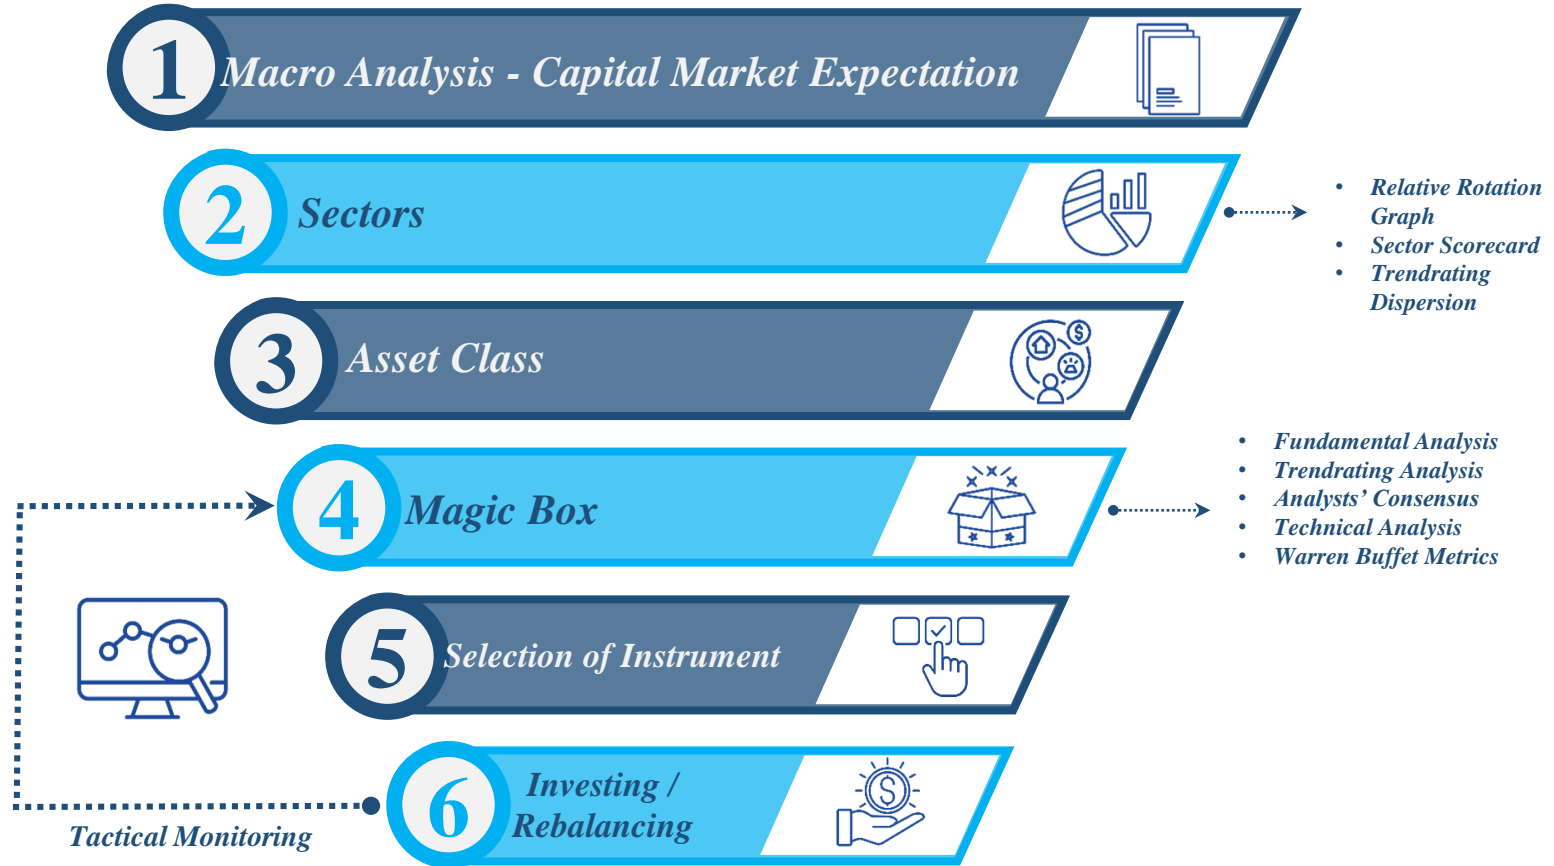 1
Macro Analysis - Capital Market Expectation
2
Sectors
• Relative Rotation
Graph
• Sector Scorecard
• Trendrating
Dispersion
3
Asset Class
4
Magic Box
• Fundamental Analysis
• Trendrating Analysis
• Analysts’ Consensus
• Technical Analysis
• Warren Buffet Metrics
5
Selection of Instrument
6
Investing /
Rebalancing
Tactical Monitoring